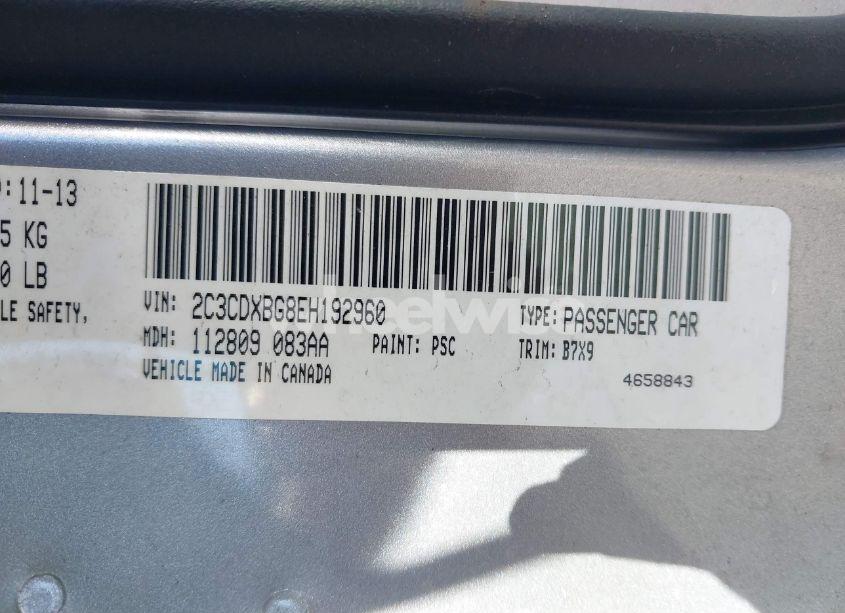 : 11-13
5 KG
0 LB
LE SAFETY,
VIN: 2C3CDXBG8EH192960 TYPE: PASSENGER CAR
MDH: 112809 083AA PAINT: PSC TRIM: B7X9
VEHICLE MADE IN CANADA 4658843
wheelwise